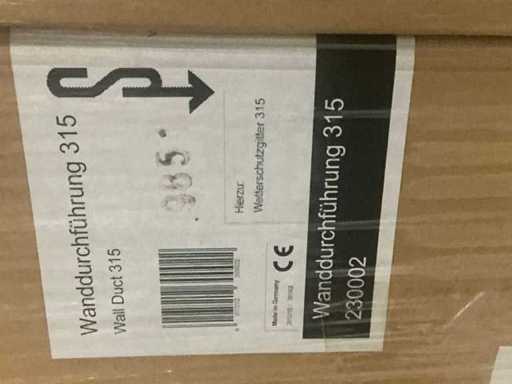 Wanddurchführung 315
Wall Duct 315
985
Hierzu:
Wetterschutzgitter 315
Made in Germany
CE
Wanddurchführung 315
230002